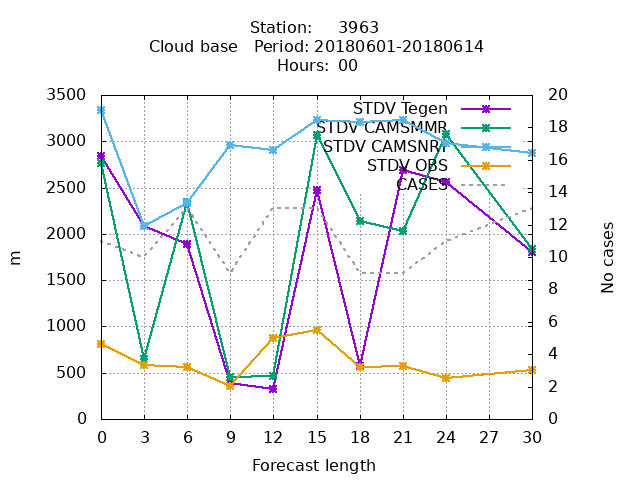 Station: 3963
Cloud base Period: 20180601-20180614
Hours: 00
3500
3000
2500
2000
1500
1000
500
0
m
20
18
16
14
12
10
8
6
4
2
0
No cases
STDV Tegen
STDV CAMSMMR
STDV CAMSNRT
STDV OBS
CASES
0 3 6 9 12 15 18 21 24 27 30
Forecast length